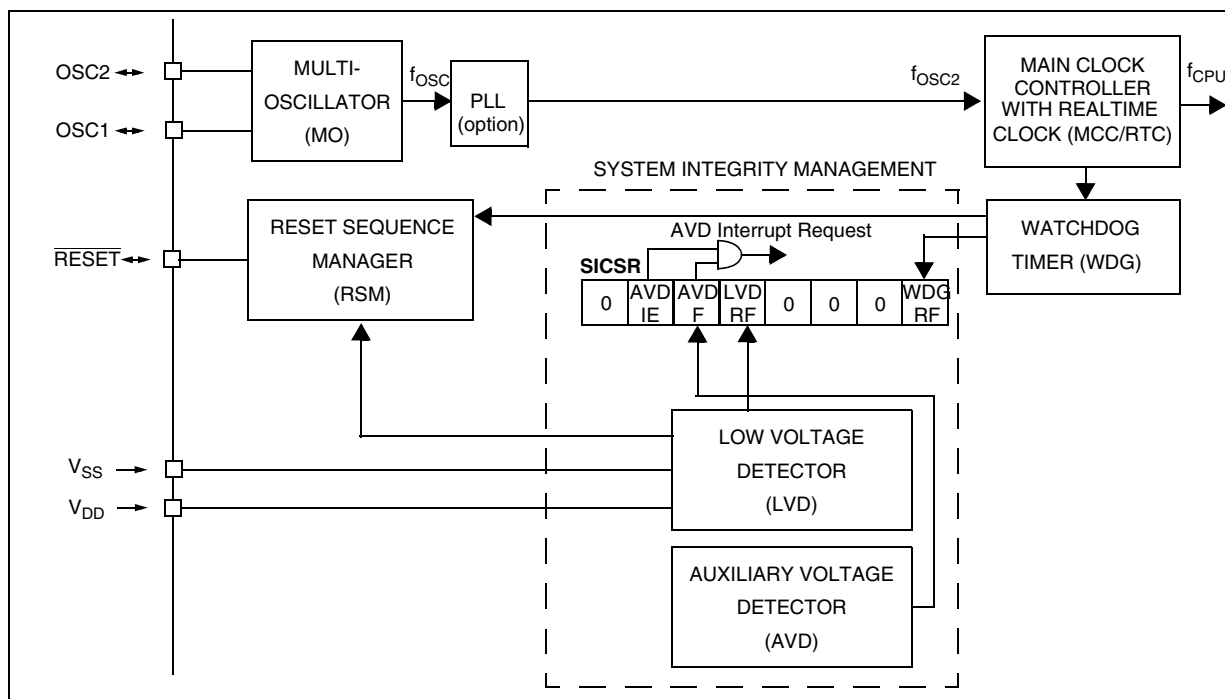 OSC2
OSC1
MULTI-
OSCILLATOR
(MO)
fOSC
PLL
(option)
fOSC2
MAIN CLOCK
CONTROLLER
WITH REALTIME
CLOCK (MCC/RTC)
fCPU
SYSTEM INTEGRITY MANAGEMENT
RESET
RESET SEQUENCE
MANAGER
(RSM)
AVD Interrupt Request
WATCHDOG
TIMER (WDG)
SICSR
0 AVD IE AVD F LVD RF 0 0 0 WDG RF
VSS
VDD
LOW VOLTAGE
DETECTOR
(LVD)
AUXILIARY VOLTAGE
DETECTOR
(AVD)